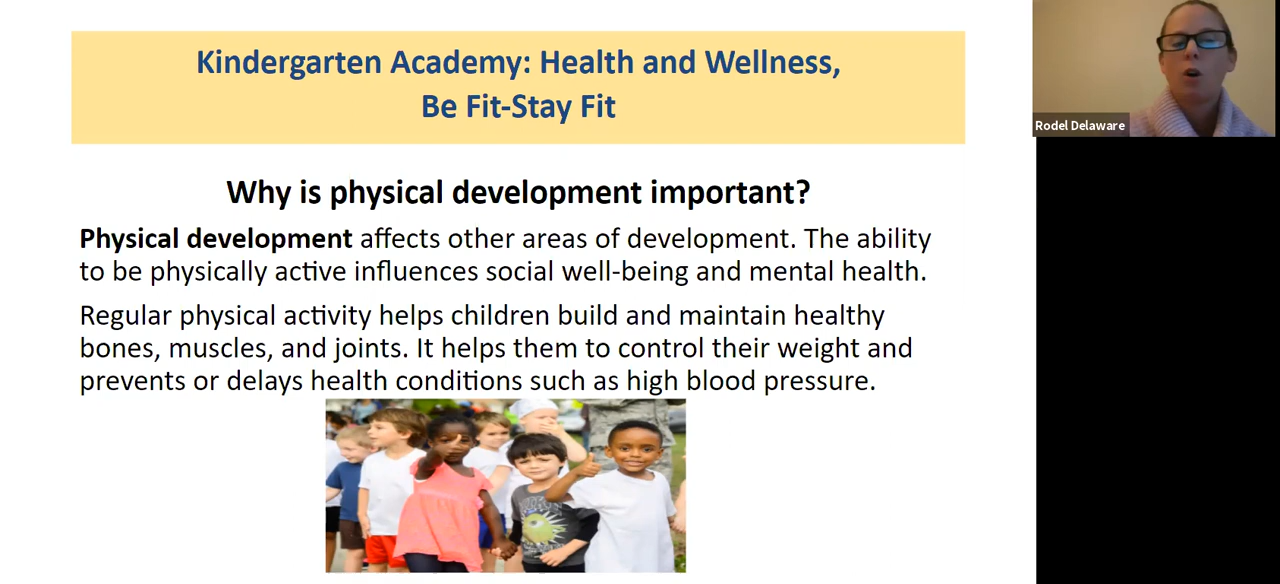 Kindergarten Academy: Health and Wellness,
Be Fit-Stay Fit
Why is physical development important?
Physical development affects other areas of development. The ability
to be physically active influences social well-being and mental health.
Regular physical activity helps children build and maintain healthy
bones, muscles, and joints. It helps them to control their weight and
prevents or delays health conditions such as high blood pressure.
Rodel Delaware